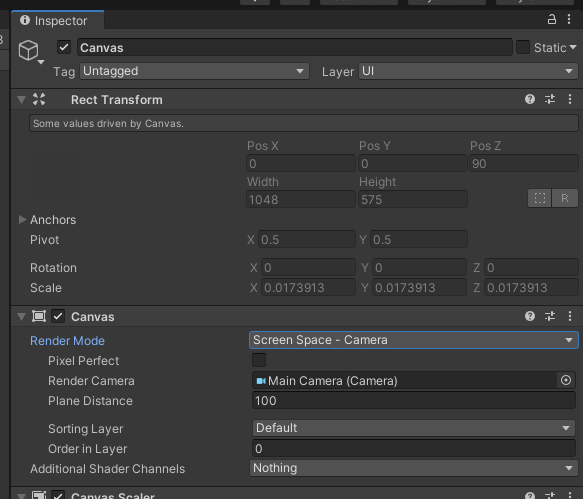 Inspector
Canvas Static
Tag Untagged Layer UI
Rect Transform
Some values driven by Canvas.
Pos X Pos Y Pos Z
0 0 90
Width Height
1048 575
R
Anchors
Pivot X 0.5 Y 0.5
Rotation X 0 Y 0 Z 0
Scale X 0.0173913 Y 0.0173913 Z 0.0173913
Canvas
Render Mode Screen Space - Camera
Pixel Perfect
Render Camera Main Camera (Camera)
Plane Distance 100
Sorting Layer Default
Order in Layer 0
Additional Shader Channels Nothing
Canvas Scaler